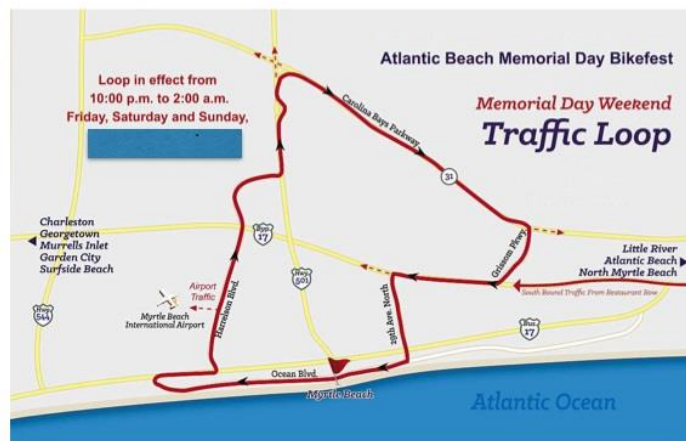 Atlantic Beach Memorial Day Bikefest
Memorial Day Weekend
Traffic Loop
Loop in effect from
10:00 p.m. to 2:00 a.m.
Friday, Saturday and Sunday,
Carolina Bays Parkway
31
Charleston
Georgetown
Murrells Inlet
Garden City
Surfside Beach
Byp.
17
Grissom Pkwy.
Little River
Atlantic Beach
North Myrtle Beach
Hwy.
501
Airport
Traffic
South Bound Traffic From Restaurant Row
Hwy.
544
Myrtle Beach
International Airport
Harrelson Blvd.
29th Ave. North
Bus.
17
Ocean Blvd.
Myrtle Beach
Atlantic Ocean